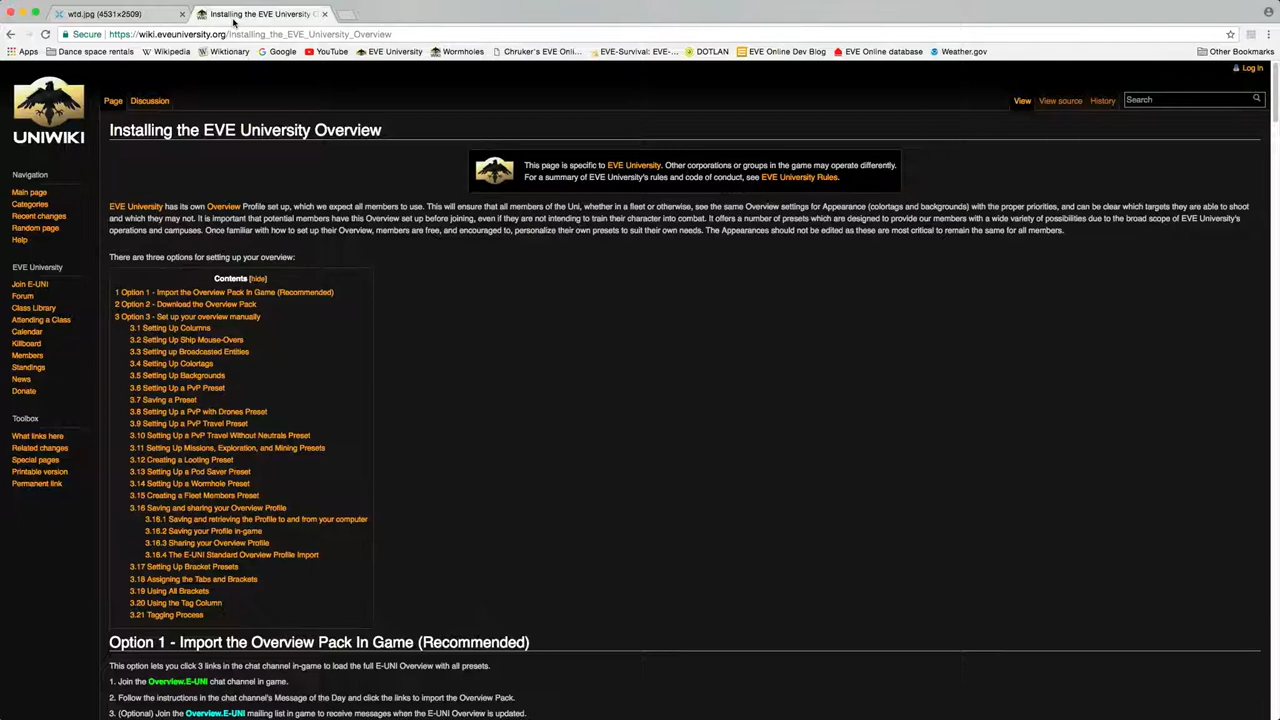 wtd.jpg (4531×2509)
Installing the EVE University O
Secure
https://wiki.eveuniversity.org/Installing_the_EVE_University_Overview
Apps
Dance space rentals
Wikipedia
Wiktionary
Google
YouTube
EVE University
Wormholes
Chruker's EVE Onli...
EVE-Survival: EVE-...
DOTLAN
EVE Online Dev Blog
EVE Online database
Weather.gov
Other Bookmarks
Log in
UNIWIKI
Page
Discussion
View
View source
History
Search
Installing the EVE University Overview
This page is specific to EVE University. Other corporations or groups in the game may operate differently.
For a summary of EVE University's rules and code of conduct, see EVE University Rules.
Navigation
Main page
Categories
Recent changes
Random page
Help
EVE University
Join E-UNI
Forum
Class Library
Attending a Class
Calendar
Killboard
Members
Standings
News
Donate
Toolbox
What links here
Related changes
Special pages
Printable version
Permanent link
EVE University has its own Overview Profile set up, which we expect all members to use. This will ensure that all members of the Uni, whether in a fleet or otherwise, see the same Overview settings for Appearance (colortags and backgrounds) with the proper priorities, and can be clear which targets they are able to shoot
and which they may not. It is important that potential members have this Overview set up before joining, even if they are not intending to train their character into combat. It offers a number of presets which are designed to provide our members with a wide variety of possibilities due to the broad scope of EVE University's
operations and campuses. Once familiar with how to set up their Overview, members are free, and encouraged to, personalize their own presets to suit their own needs. The Appearances should not be edited as these are most critical to remain the same for all members.
There are three options for setting up your overview:
Contents [hide]
1 Option 1 - Import the Overview Pack In Game (Recommended)
2 Option 2 - Download the Overview Pack
3 Option 3 - Set up your overview manually
3.1 Setting Up Columns
3.2 Setting Up Ship Mouse-Overs
3.3 Setting up Broadcasted Entities
3.4 Setting Up Colortags
3.5 Setting Up Backgrounds
3.6 Setting Up a PvP Preset
3.7 Saving a Preset
3.8 Setting Up a PVP with Drones Preset
3.9 Setting Up a PVP Travel Preset
3.10 Setting Up a PVP Travel Without Neutrals Preset
3.11 Setting Up Missions, Exploration, and Mining Presets
3.12 Creating a Looting Preset
3.13 Setting Up a Pod Saver Preset
3.14 Setting Up a Wormhole Preset
3.15 Creating a Fleet Members Preset
3.16 Saving and sharing your Overview Profile
3.16.1 Saving and retrieving the Profile to and from your computer
3.16.2 Saving your Profile in-game
3.16.3 Sharing your Overview Profile
3.16.4 The E-UNI Standard Overview Profile Import
3.17 Setting Up Bracket Presets
3.18 Assigning the Tabs and Brackets
3.19 Using All Brackets
3.20 Using the Tag Column
3.21 Tagging Process
Option 1 - Import the Overview Pack In Game (Recommended)
This option lets you click 3 links in the chat channel in-game to load the full E-UNI Overview with all presets.
1. Join the Overview.E-UNI chat channel in game.
2. Follow the instructions in the chat channel's Message of the Day and click the links to import the Overview Pack.
3. (Optional) Join the Overview.E-UNI mailing list in game to receive messages when the E-UNI Overview is updated.